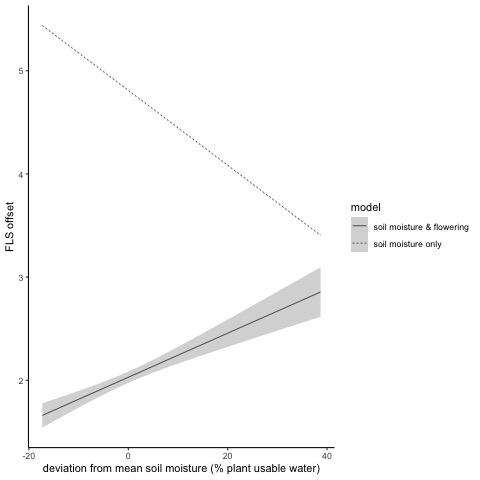 5
4
3
2
FLS offset
-20
0
20
40
deviation from mean soil moisture (% plant usable water)
model
soil moisture & flowering
soil moisture only